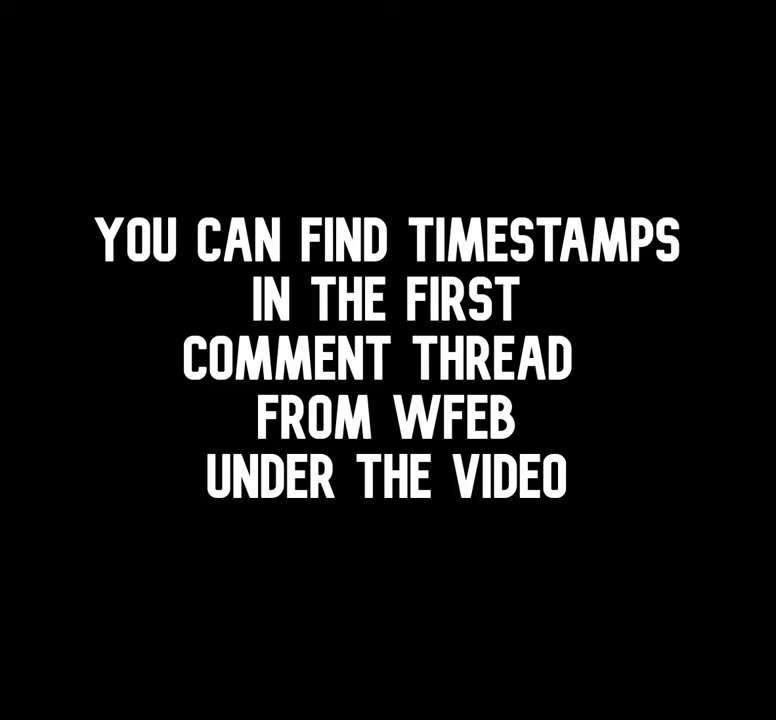 YOU CAN FIND TIMESTAMPS
IN THE FIRST
COMMENT THREAD
FROM WFEB
UNDER THE VIDEO